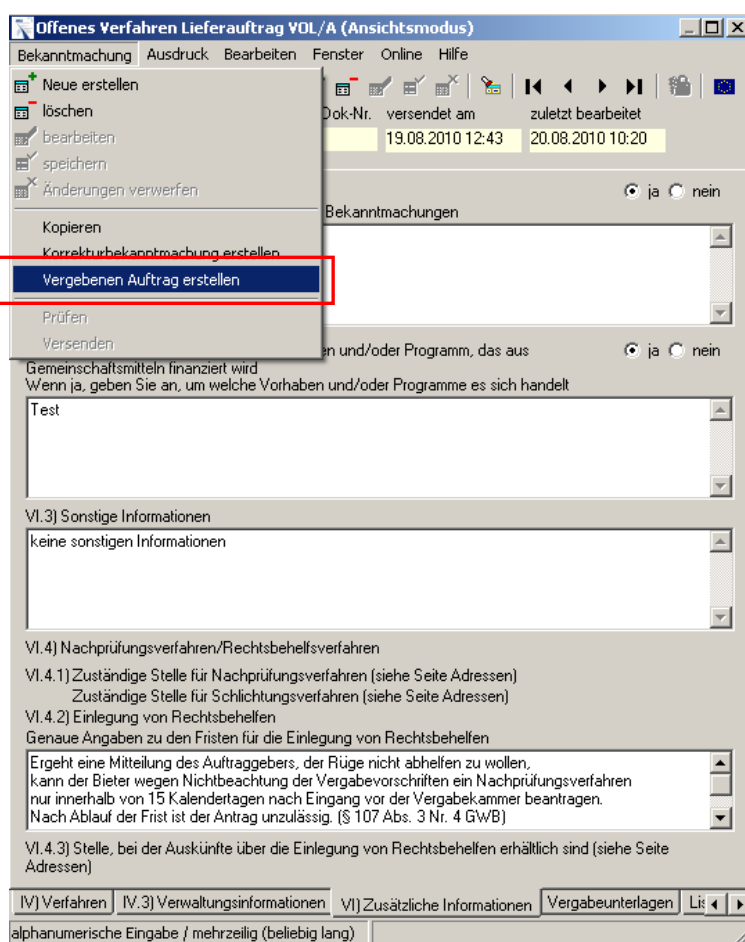 Offenes Verfahren Lieferauftrag VOL/A (Ansichtsmodus)
Bekanntmachung Ausdruck Bearbeiten Fenster Online Hilfe
Neue erstellen
löschen
bearbeiten
speichern
Änderungen verwerfen
Kopieren
Korrekturbekanntmachung erstellen
Vergebenen Auftrag erstellen
Prüfen
Versenden
Dok-Nr. versendet am zuletzt bearbeitet
19.08.2010 12:43 20.08.2010 10:20
ja nein
Bekanntmachungen
und/oder Programm, das aus ja nein
Gemeinschaftsmitteln finanziert wird
Wenn ja, geben Sie an, um welche Vorhaben und/oder Programme es sich handelt
Test
VI.3) Sonstige Informationen
keine sonstigen Informationen
VI.4) Nachprüfungsverfahren/Rechtsbehelfsverfahren
VI.4.1) Zuständige Stelle für Nachprüfungsverfahren (siehe Seite Adressen)
Zuständige Stelle für Schlichtungsverfahren (siehe Seite Adressen)
VI.4.2) Einlegung von Rechtsbehelfen
Genaue Angaben zu den Fristen für die Einlegung von Rechtsbehelfen
Ergeht eine Mitteilung des Auftraggebers, der Rüge nicht abhelfen zu wollen,
kann der Bieter wegen Nichtbeachtung der Vergabevorschriften ein Nachprüfungsverfahren
nur innerhalb von 15 Kalendertagen nach Eingang vor der Vergabekammer beantragen.
Nach Ablauf der Frist ist der Antrag unzulässig. (§ 107 Abs. 3 Nr. 4 GWB)
VI.4.3) Stelle, bei der Auskünfte über die Einlegung von Rechtsbehelfen erhältlich sind (siehe Seite
Adressen)
IV) Verfahren IV.3) Verwaltungsinformationen VI) Zusätzliche Informationen Vergabeunterlagen Lis
alphanumerische Eingabe / mehrzeilig (beliebig lang)